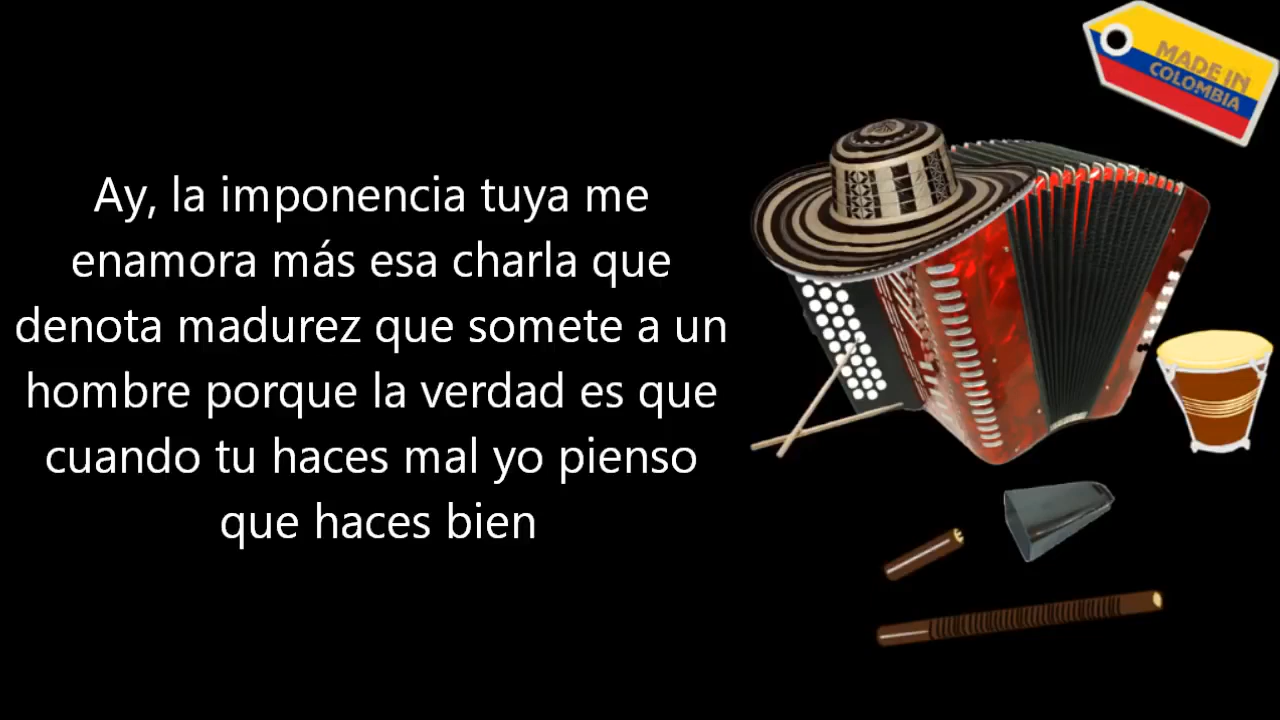 Ay, la imponencia tuya me
enamora más esa charla que
denota madurez que somete a un
hombre porque la verdad es que
cuando tu haces mal yo pienso
que haces bien
MADE IN
COLOMBIA